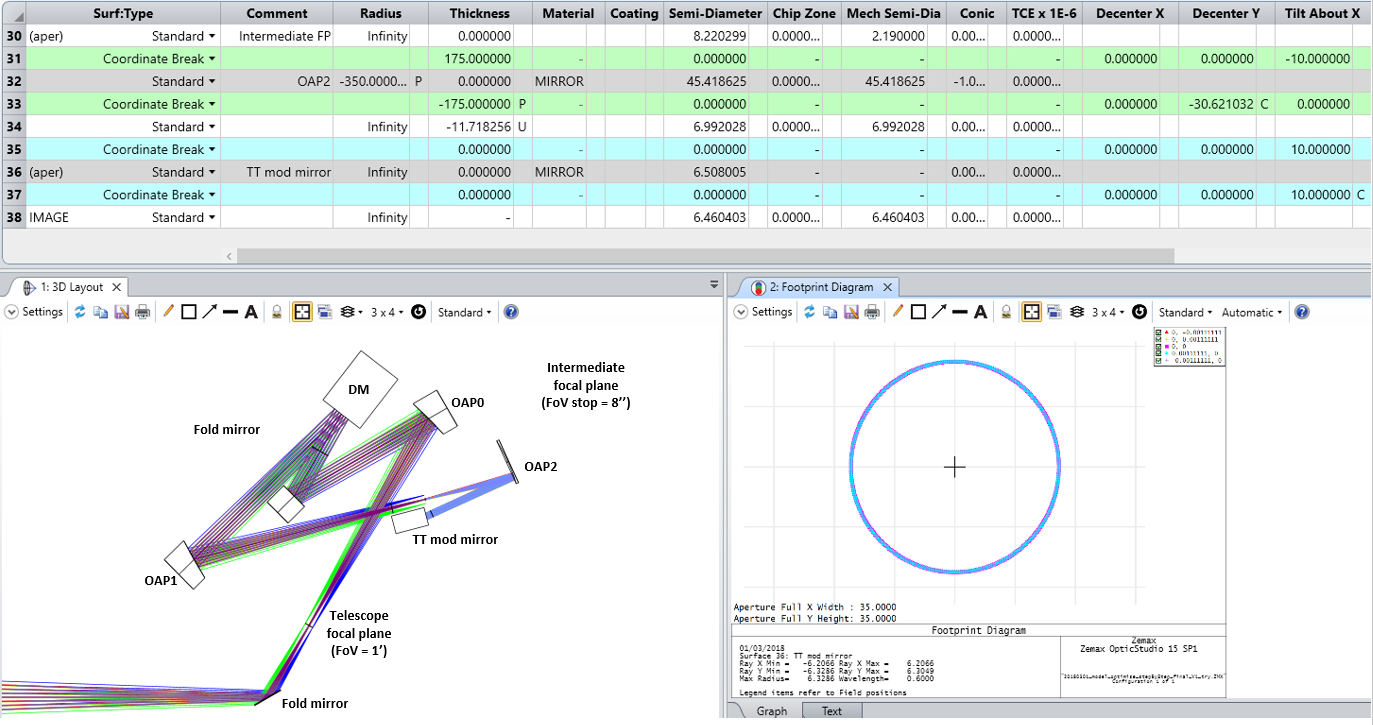 Surf:Type Comment Radius Thickness Material Coating Semi-Diameter Chip Zone Mech Semi-Dia Conic TCE x 1E-6 Decenter X Decenter Y Tilt About X
30 (aper) Standard Intermediate FP Infinity 0.000000 8.220299 0.0000... 2.190000 0.00... 0.0000...
31 Coordinate Break 175.000000 - 0.000000 - - - - 0.000000 0.000000 -10.000000
32 Standard OAP2 -350.0000... P 0.000000 MIRROR 45.418625 0.0000... 45.418625 -1.0... 0.0000...
33 Coordinate Break -175.000000 P - 0.000000 - - - - 0.000000 -30.621032 C 0.000000
34 Standard Infinity -11.718256 U 6.992028 0.0000... 6.992028 0.00... 0.0000...
35 Coordinate Break 0.000000 - 0.000000 - - - - 0.000000 0.000000 10.000000
36 (aper) Standard TT mod mirror Infinity 0.000000 MIRROR 6.508005 - - 0.00... 0.0000...
37 Coordinate Break 0.000000 - 0.000000 - - - - 0.000000 0.000000 10.000000 C
38 IMAGE Standard Infinity - 6.460403 0.0000... 6.460403 0.00... 0.0000...
1: 3D Layout
Settings A 3 x 4 Standard
DM
OAP0
Intermediate
focal plane
(FoV stop = 8’’)
Fold mirror
OAP2
TT mod mirror
OAP1
Telescope
focal plane
(FoV = 1’)
Fold mirror
2: Footprint Diagram
Settings A 3 x 4 Standard Automatic
0, -0.00111111
0, 0.00111111
0, 0
0.00111111, 0
Aperture Full X Width : 35.0000
Aperture Full Y Height: 35.0000
Footprint Diagram
01/03/2018
Surface 36: TT mod mirror
Ray X Min = -6.2066 Ray X Max = 6.2066
Ray Y Min = -6.3286 Ray Y Max = 6.3049
Max Radius= 6.3286 Wavelength= 0.6000
Legend items refer to Field positions
Zemax
Zemax OpticStudio 15 SP1
Configuration 1 of 1
Graph Text